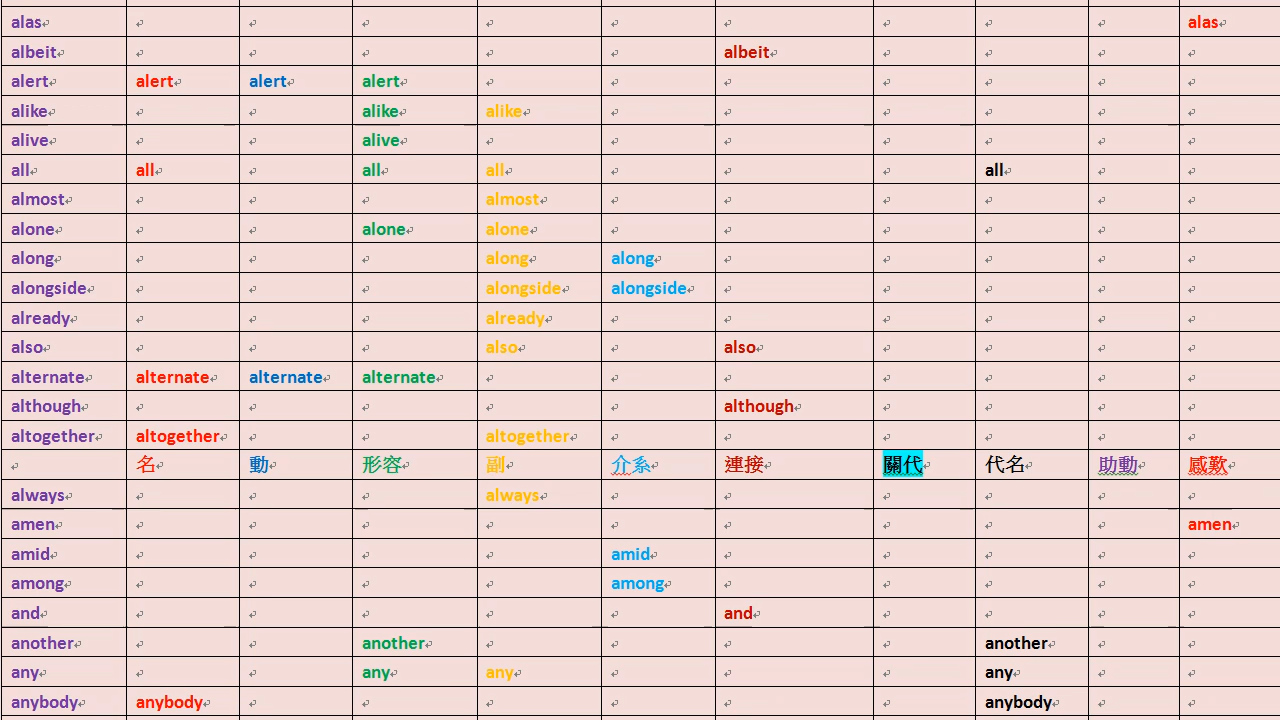 alas alas
albeit albeit
alert alert alert alert
alike alike alike
alive alive
all all all all all
almost almost
alone alone alone
along along along
alongside alongside alongside
already already
also also also
alternate alternate alternate alternate
although although
altogether altogether altogether
名 動 形容 副 介系 連接 關代 代名 助動 感歎
always always
amen amen
amid amid
among among
and and
another another another
any any any any
anybody anybody anybody